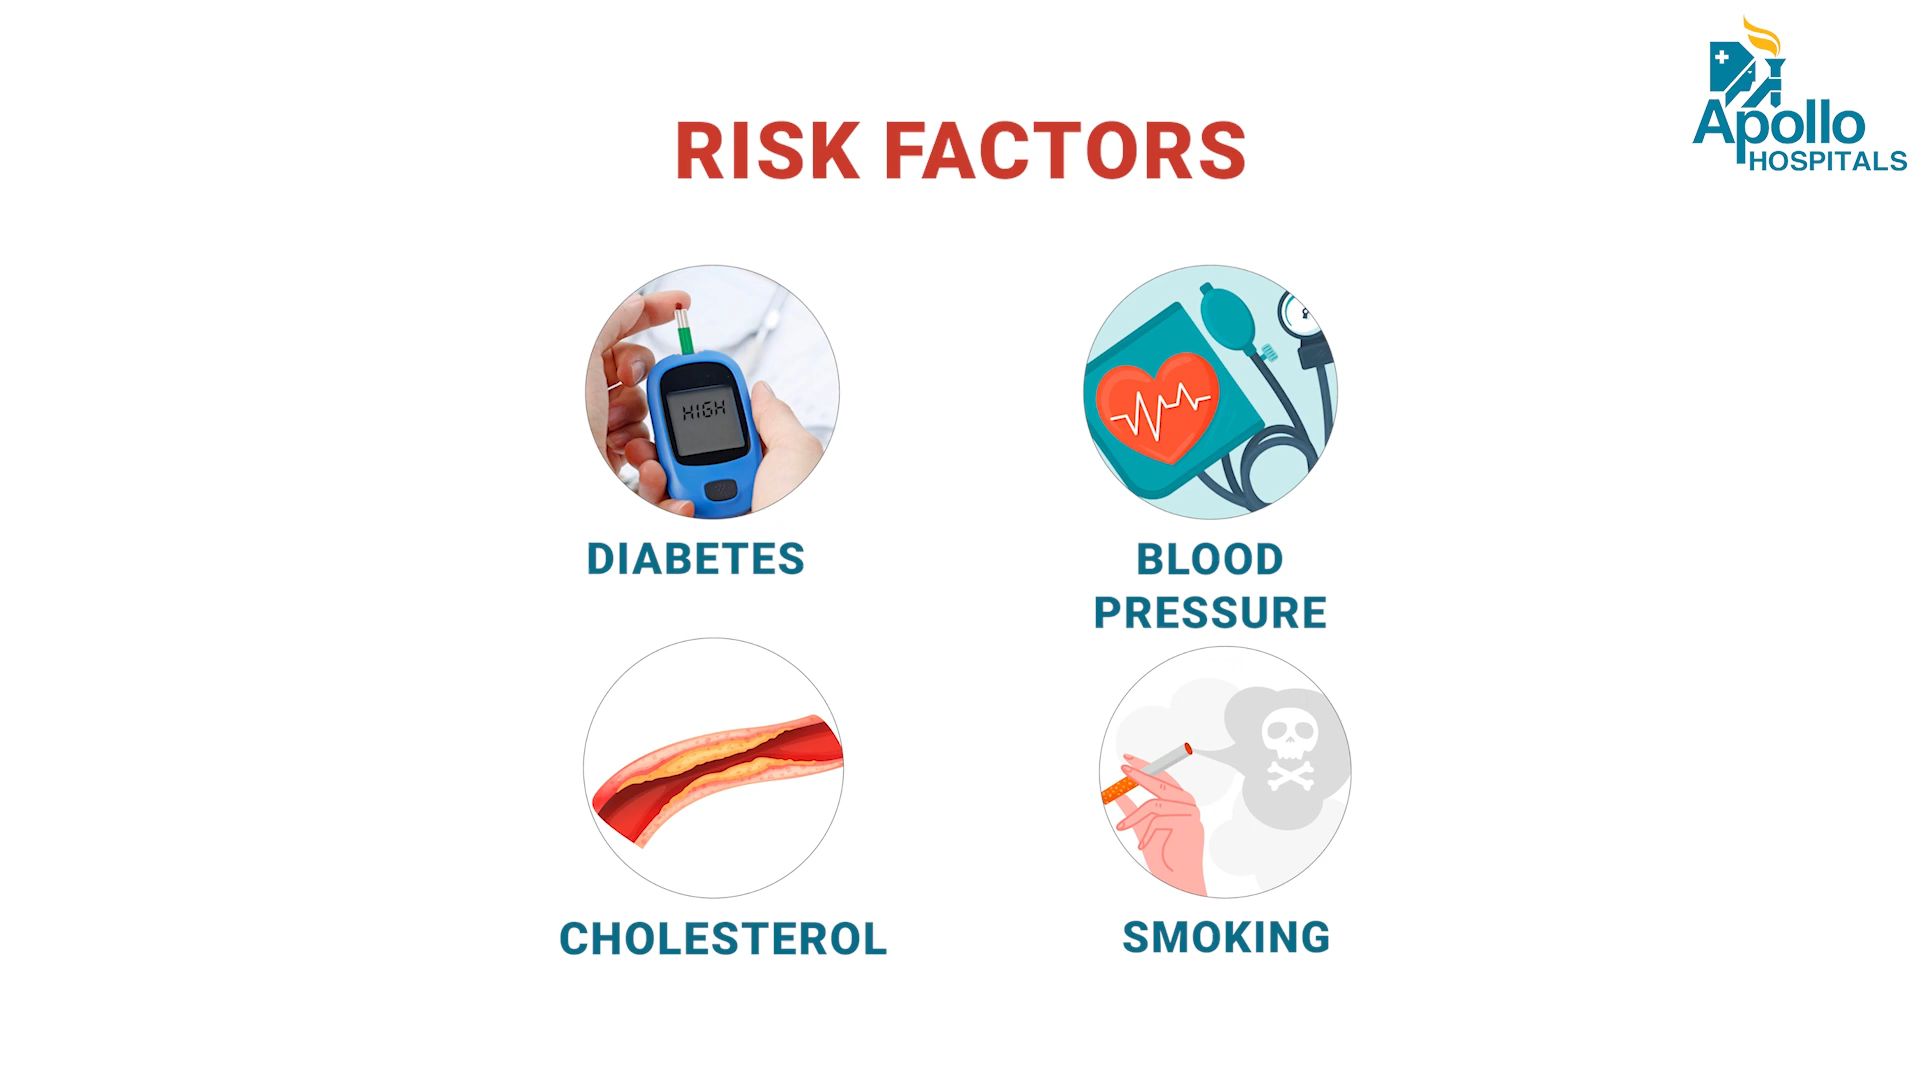 Apollo
HOSPITALS
RISK FACTORS
HIGH
DIABETES
BLOOD
PRESSURE
CHOLESTEROL
SMOKING